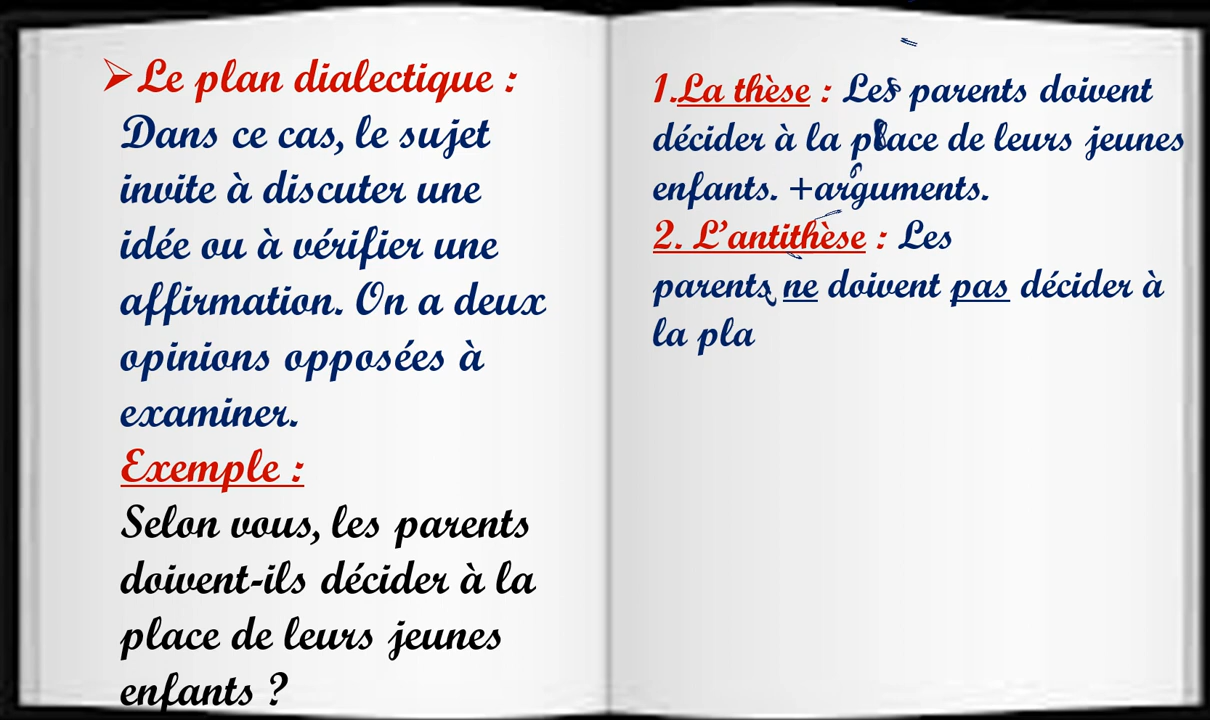 ➢Le plan dialectique :
Dans ce cas, le sujet
invite à discuter une
idée ou à vérifier une
affirmation. On a deux
opinions opposées à
examiner.
Exemple :
Selon vous, les parents
doivent-ils décider à la
place de leurs jeunes
enfants ?
1.La thèse : Les parents doivent
décider à la place de leurs jeunes
enfants. +arguments.
2. L’antithèse : Les
parents ne doivent pas décider à
la pla